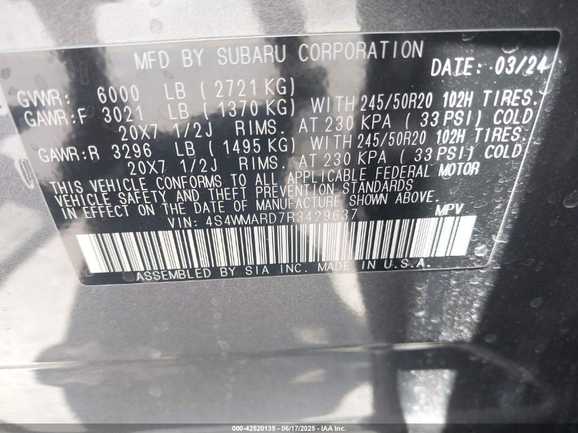 MFD BY SUBARU CORPORATION
DATE: 03/24
GVWR: 6000 LB (2721 KG)
GAWR:F 3021 LB (1370 KG) WITH 245/50R20 102H TIRES.
20X7 1/2J RIMS. AT 230 KPA (33 PSI) COLD
GAWR:R 3296 LB (1495 KG) WITH 245/50R20 102H TIRES.
20X7 1/2J RIMS. AT 230 KPA (33 PSI) COLD
THIS VEHICLE CONFORMS TO ALL APPLICABLE FEDERAL MOTOR
VEHICLE SAFETY AND THEFT PREVENTION STANDARDS
IN EFFECT ON THE DATE OF MANUFACTURE SHOWN ABOVE.
VIN: 4S4WMARD7R3429637 MPV
ASSEMBLED BY SIA INC. MADE IN U.S.A.
000-42520135 - 06/17/2025 - IAA Inc.